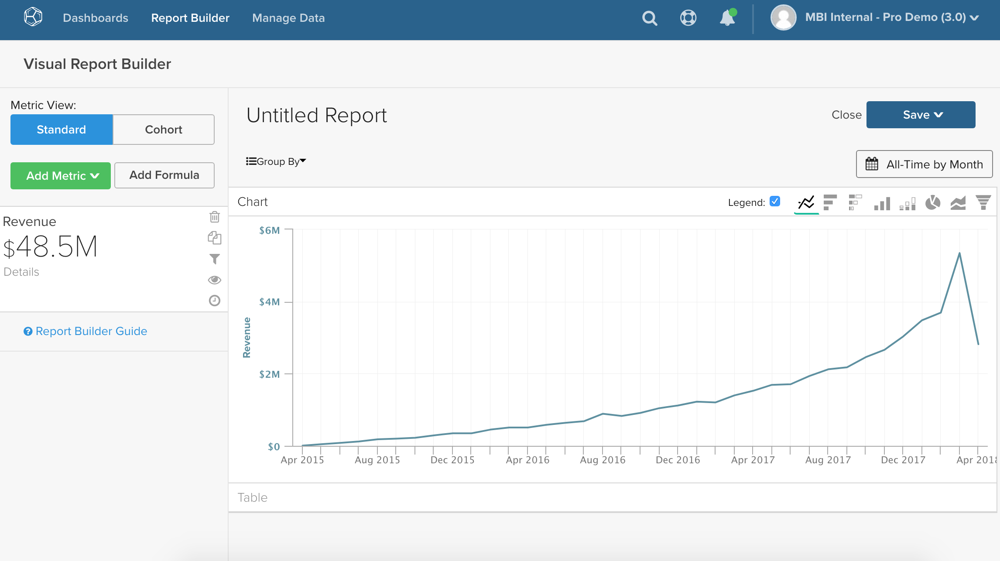 Dashboards Report Builder Manage Data MBI Internal - Pro Demo (3.0)
Visual Report Builder
Metric View:
Standard Cohort
Add Metric Add Formula
Revenue
$48.5M
Details
Report Builder Guide
Untitled Report
Close Save
Group By
All-Time by Month
Chart Legend:
$6M
$4M
$2M
$0
Revenue
Apr 2015 Aug 2015 Dec 2015 Apr 2016 Aug 2016 Dec 2016 Apr 2017 Aug 2017 Dec 2017 Apr 2018
Table